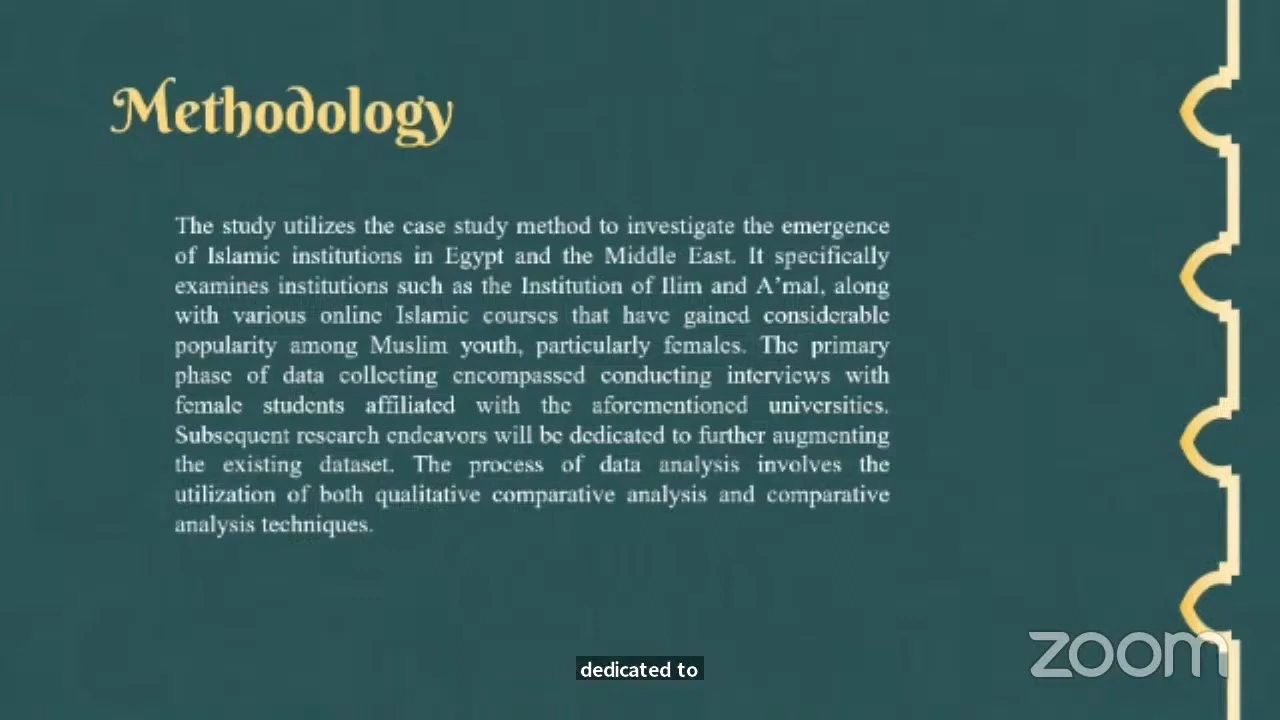 Methodology
The study utilizes the case study method to investigate the emergence
of Islamic institutions in Egypt and the Middle East. It specifically
examines institutions such as the Institution of Ilim and A’mal, along
with various online Islamic courses that have gained considerable
popularity among Muslim youth, particularly females. The primary
phase of data collecting encompassed conducting interviews with
female students affiliated with the aforementioned universities.
Subsequent research endeavors will be dedicated to further augmenting
the existing dataset. The process of data analysis involves the
utilization of both qualitative comparative analysis and comparative
analysis techniques.
zoom
dedicated to